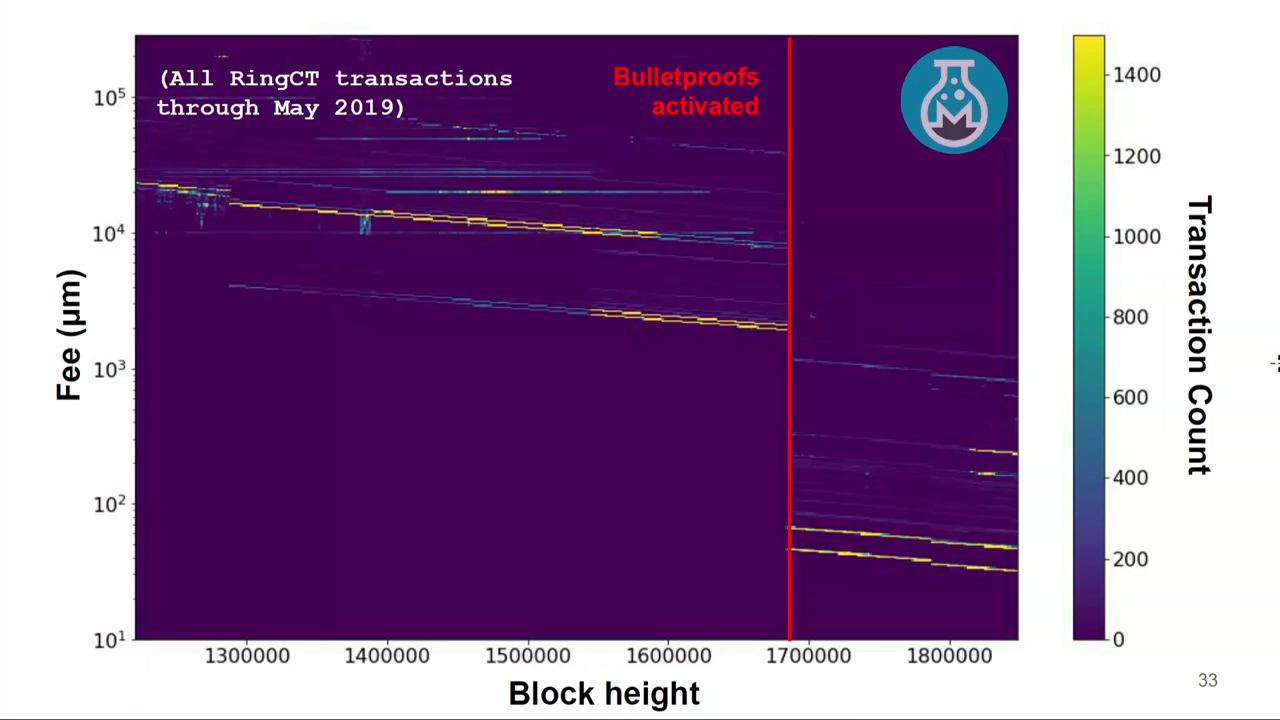 (All RingCT transactions
through May 2019)
Bulletproofs
activated
M
Fee (µm)
10⁵
10⁴
10³
10²
10¹
1300000
1400000
1500000
1600000
1700000
1800000
Block height
1400
1200
1000
800
600
400
200
0
Transaction Count
33